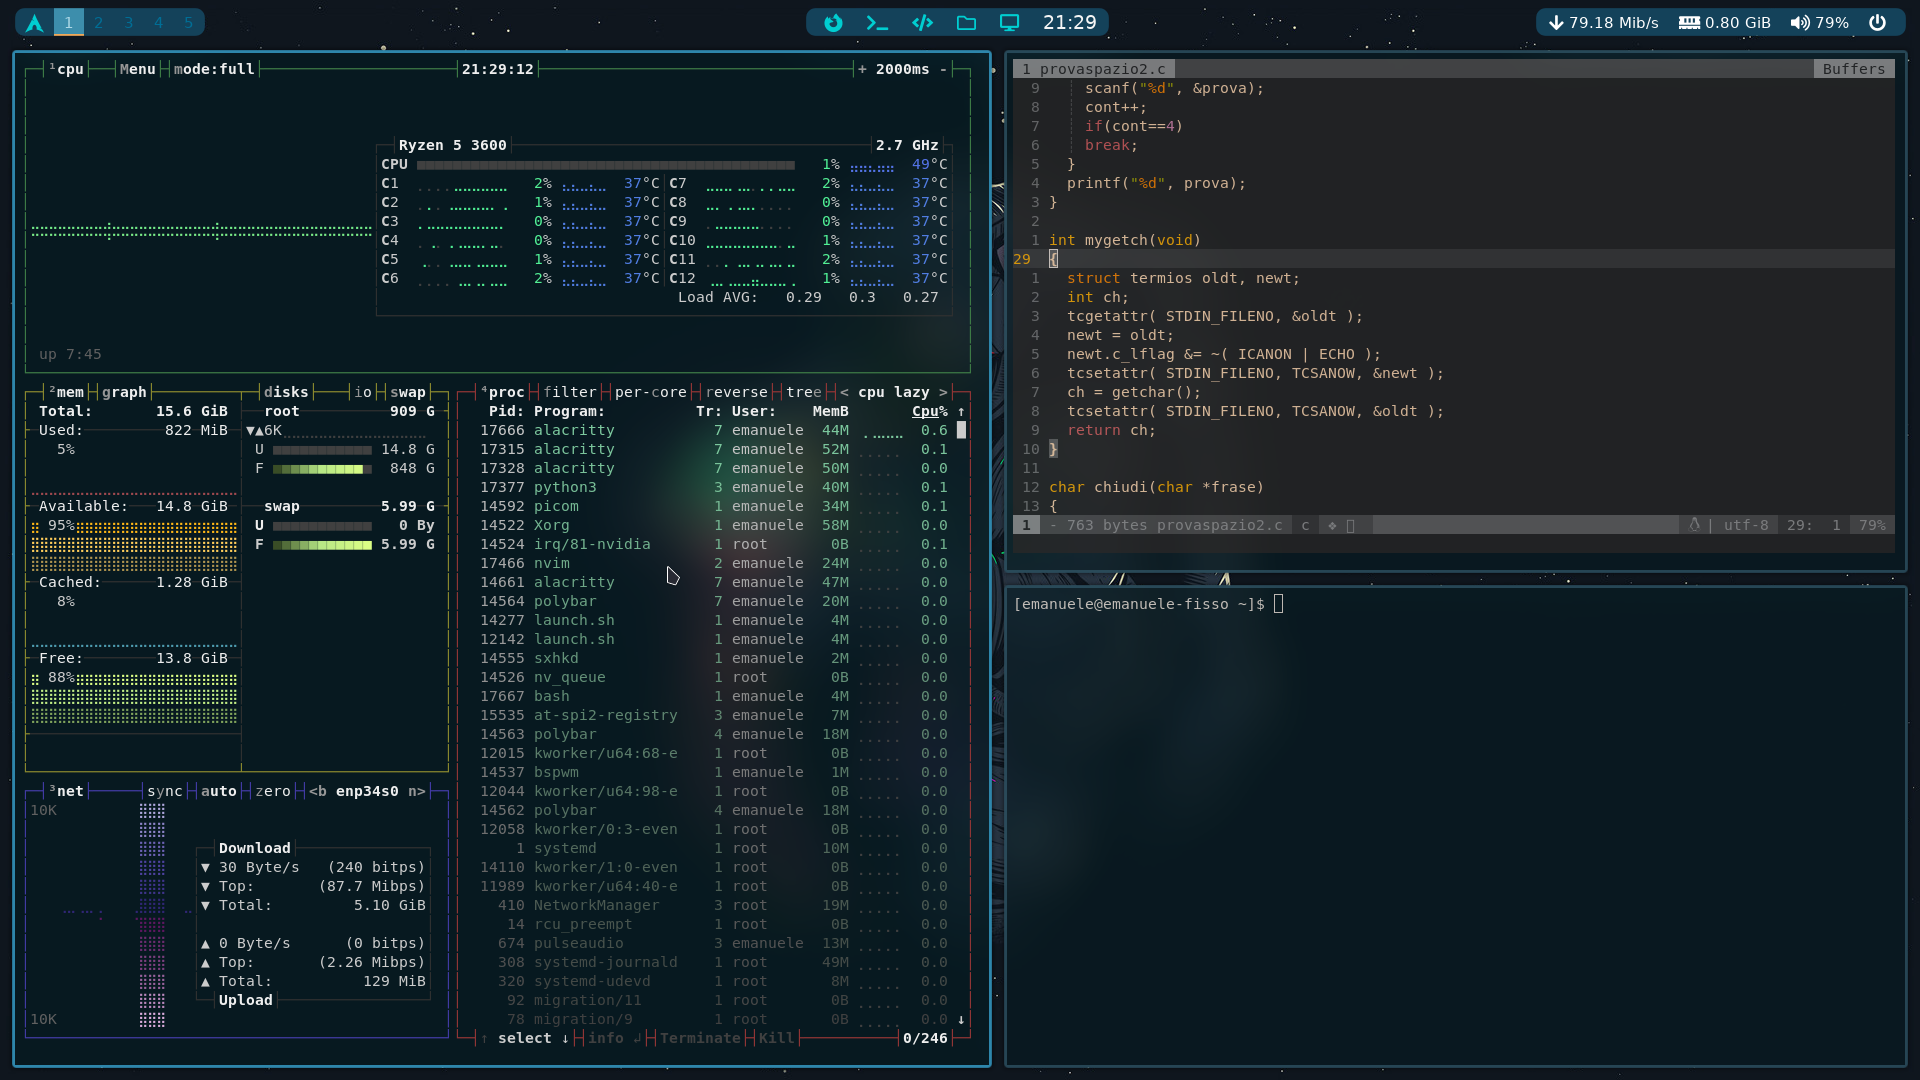 1 2 3 4 5
21:29
79.18 Mib/s 0.80 GiB 79%
¹cpu Menu mode:full 21:29:12 + 2000ms -
Ryzen 5 3600 2.7 GHz
CPU 1% 49°C
C1 2% 37°C C7 2% 37°C
C2 1% 37°C C8 0% 37°C
C3 0% 37°C C9 0% 37°C
C4 0% 37°C C10 1% 37°C
C5 1% 37°C C11 2% 37°C
C6 2% 37°C C12 1% 37°C
Load AVG: 0.29 0.3 0.27
up 7:45
²mem graph disks io swap
Total: 15.6 GiB
Used: 822 MiB
5%
Available: 14.8 GiB
95%
Cached: 1.28 GiB
8%
Free: 13.8 GiB
88%
root 909 G
▼▲6K
U 14.8 G
F 848 G
swap 5.99 G
U 0 By
F 5.99 G
³net sync auto zero <b enp34s0 n>
10K
Download
▼ 30 Byte/s (240 bitps)
▼ Top: (87.7 Mibps)
▼ Total: 5.10 GiB
▲ 0 Byte/s (0 bitps)
▲ Top: (2.26 Mibps)
▲ Total: 129 MiB
Upload
10K
⁴proc filter per-core reverse tree < cpu lazy >
Pid: Program: Tr: User: MemB Cpu% ↑
17666 alacritty 7 emanuele 44M 0.6
17315 alacritty 7 emanuele 52M 0.1
17328 alacritty 7 emanuele 50M 0.0
17377 python3 3 emanuele 40M 0.1
14592 picom 1 emanuele 34M 0.1
14522 Xorg 1 emanuele 58M 0.0
14524 irq/81-nvidia 1 root 0B 0.1
17466 nvim 2 emanuele 24M 0.0
14661 alacritty 7 emanuele 47M 0.0
14564 polybar 7 emanuele 20M 0.0
14277 launch.sh 1 emanuele 4M 0.0
12142 launch.sh 1 emanuele 4M 0.0
14555 sxhkd 1 emanuele 2M 0.0
14526 nv_queue 1 root 0B 0.0
17667 bash 1 emanuele 4M 0.0
15535 at-spi2-registry 3 emanuele 7M 0.0
14563 polybar 4 emanuele 18M 0.0
12015 kworker/u64:68-e 1 root 0B 0.0
14537 bspwm 1 emanuele 1M 0.0
12044 kworker/u64:98-e 1 root 0B 0.0
14562 polybar 4 emanuele 18M 0.0
12058 kworker/0:3-even 1 root 0B 0.0
1 systemd 1 root 10M 0.0
14110 kworker/1:0-even 1 root 0B 0.0
11989 kworker/u64:40-e 1 root 0B 0.0
410 NetworkManager 3 root 19M 0.0
14 rcu_preempt 1 root 0B 0.0
674 pulseaudio 3 emanuele 13M 0.0
308 systemd-journald 1 root 49M 0.0
320 systemd-udevd 1 root 8M 0.0
92 migration/11 1 root 0B 0.0
78 migration/9 1 root 0B 0.0 ↓
↑ select ↓ info ↲ Terminate Kill 0/246
1 provaspazio2.c Buffers
9 scanf("%d", &prova);
8 cont++;
7 if(cont==4)
6 break;
5 }
4 printf("%d", prova);
3 }
2
1 int mygetch(void)
29 {
1 struct termios oldt, newt;
2 int ch;
3 tcgetattr( STDIN_FILENO, &oldt );
4 newt = oldt;
5 newt.c_lflag &= ~( ICANON | ECHO );
6 tcsetattr( STDIN_FILENO, TCSANOW, &newt );
7 ch = getchar();
8 tcsetattr( STDIN_FILENO, TCSANOW, &oldt );
9 return ch;
10 }
11
12 char chiudi(char *frase)
13 {
1 - 763 bytes provaspazio2.c c | utf-8 29: 1 79%
[emanuele@emanuele-fisso ~]$